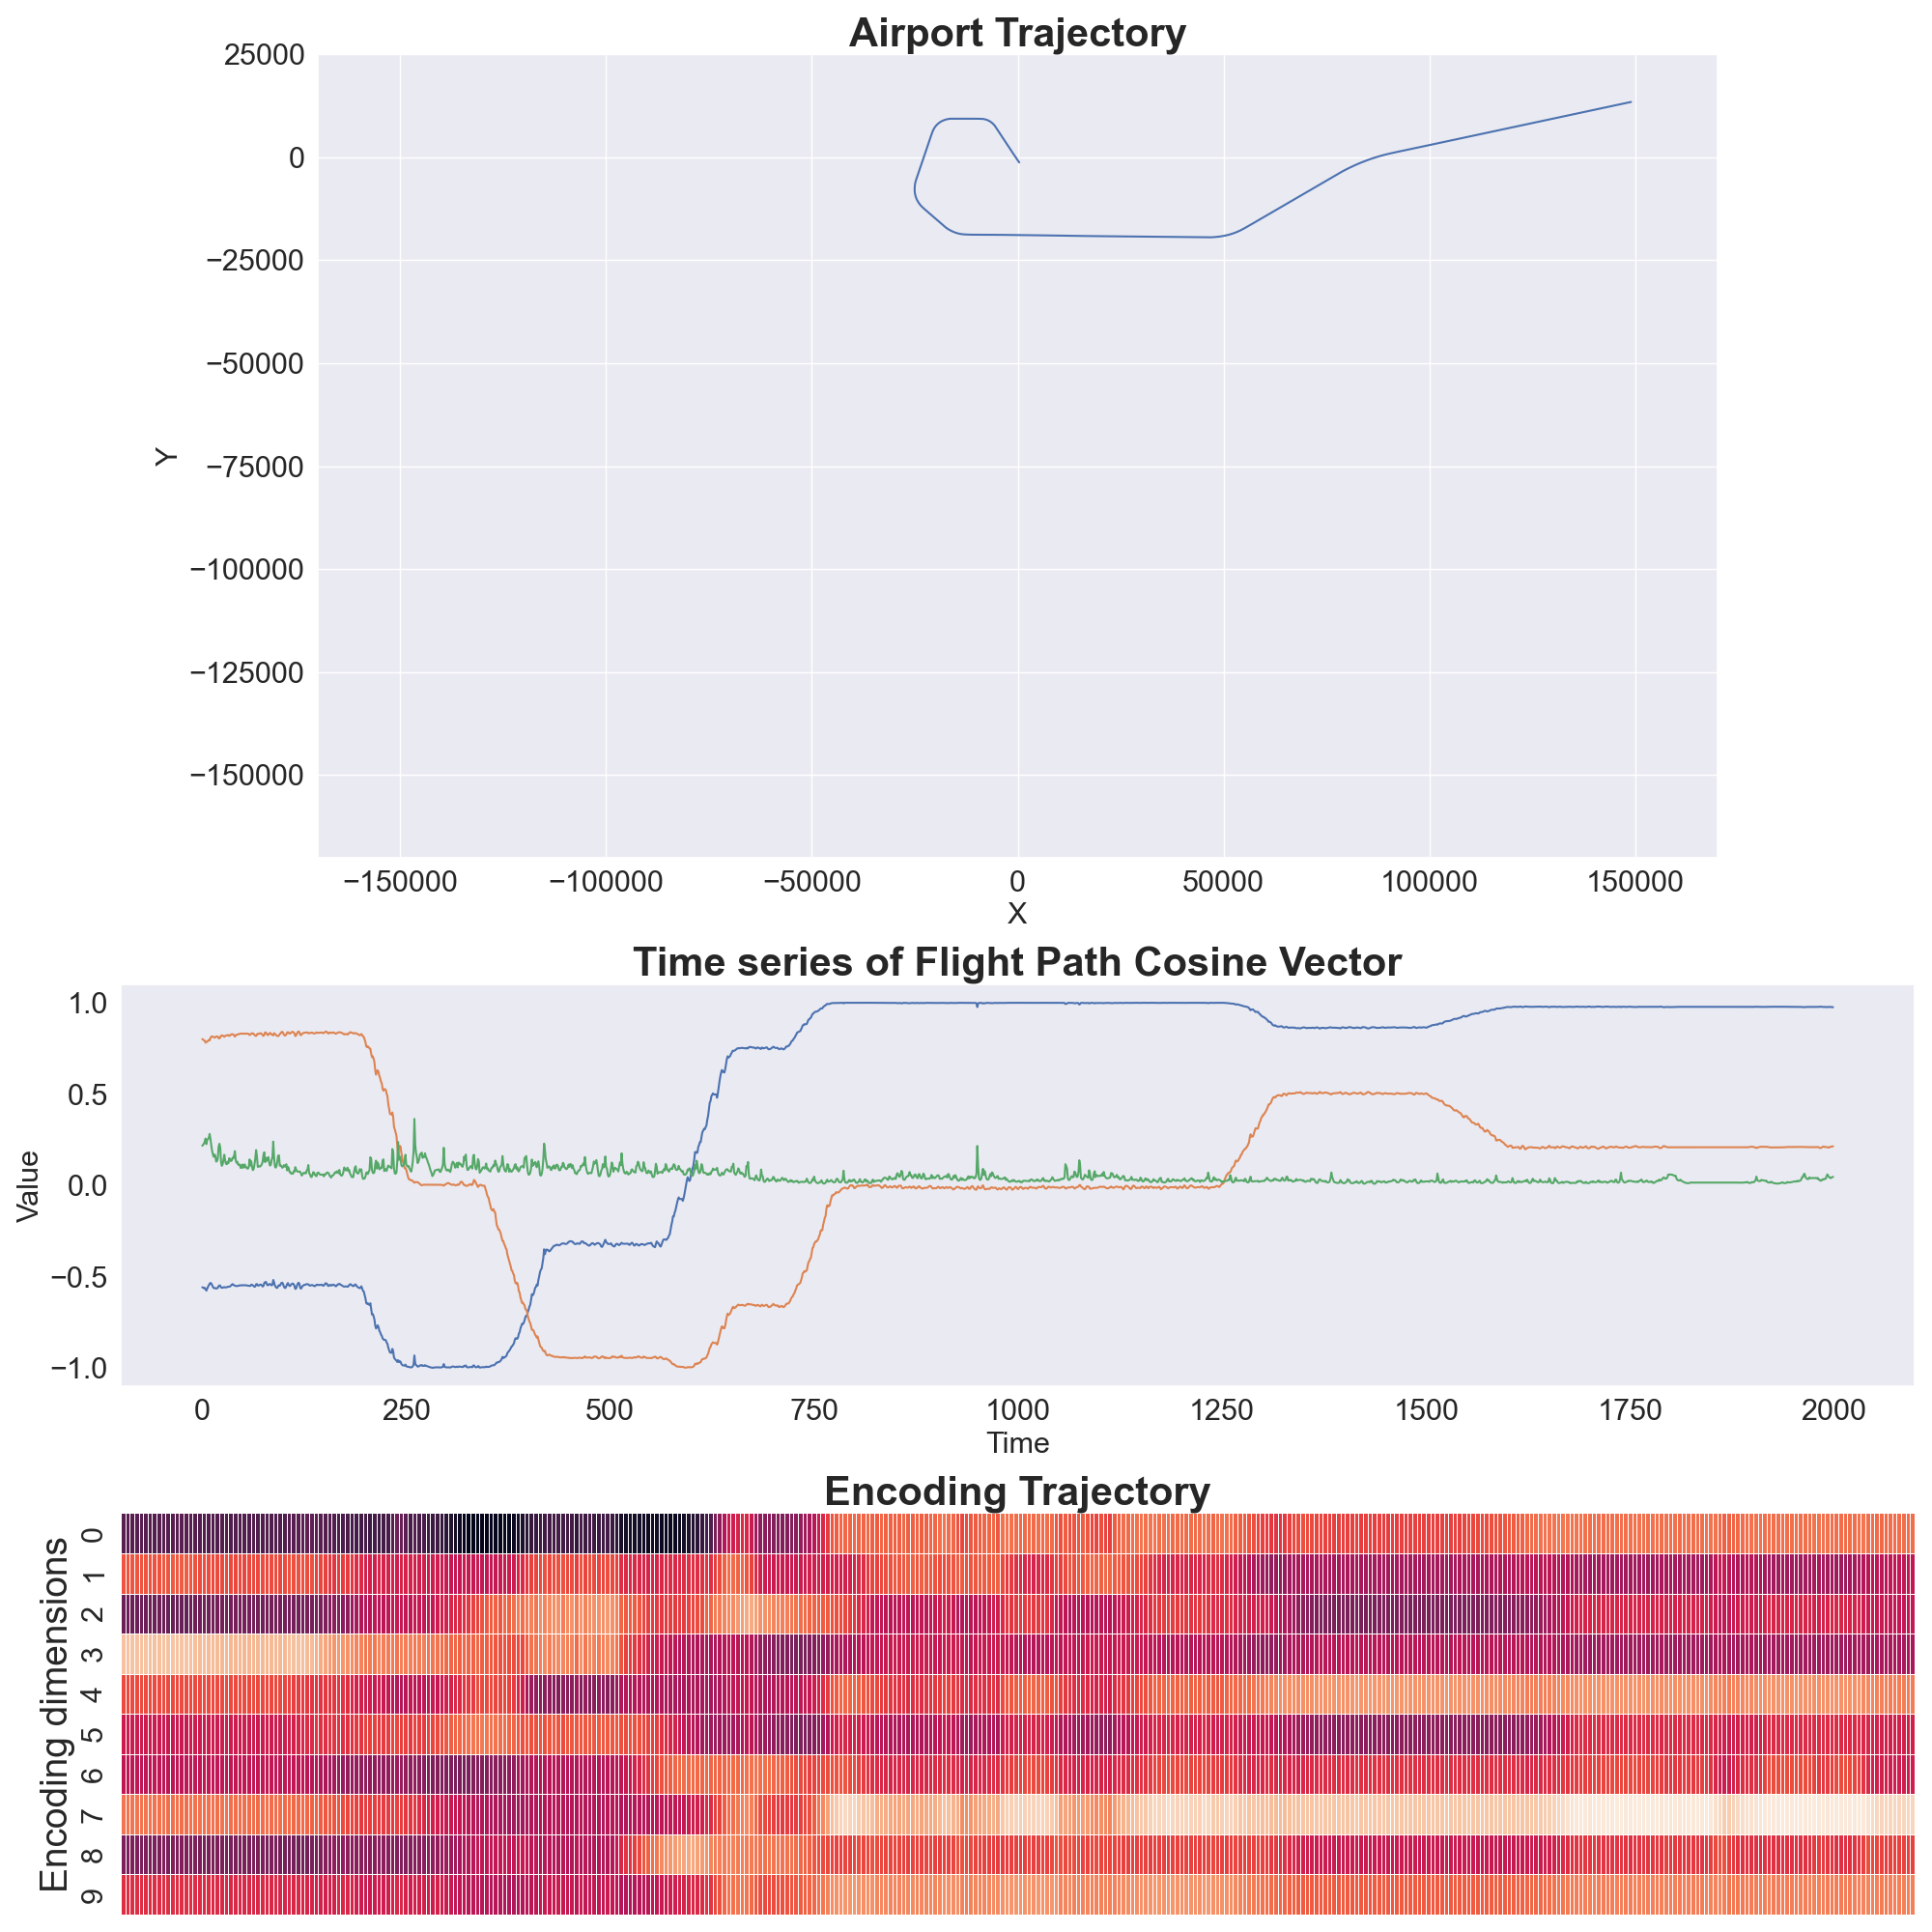 Airport Trajectory
25000
0
−25000
−50000
−75000
−100000
−125000
−150000
Y
−150000 −100000 −50000 0 50000 100000 150000
X
Time series of Flight Path Cosine Vector
1.0
0.5
0.0
−0.5
−1.0
Value
0 250 500 750 1000 1250 1500 1750 2000
Time
Encoding Trajectory
Encoding dimensions
0
1
2
3
4
5
6
7
8
9